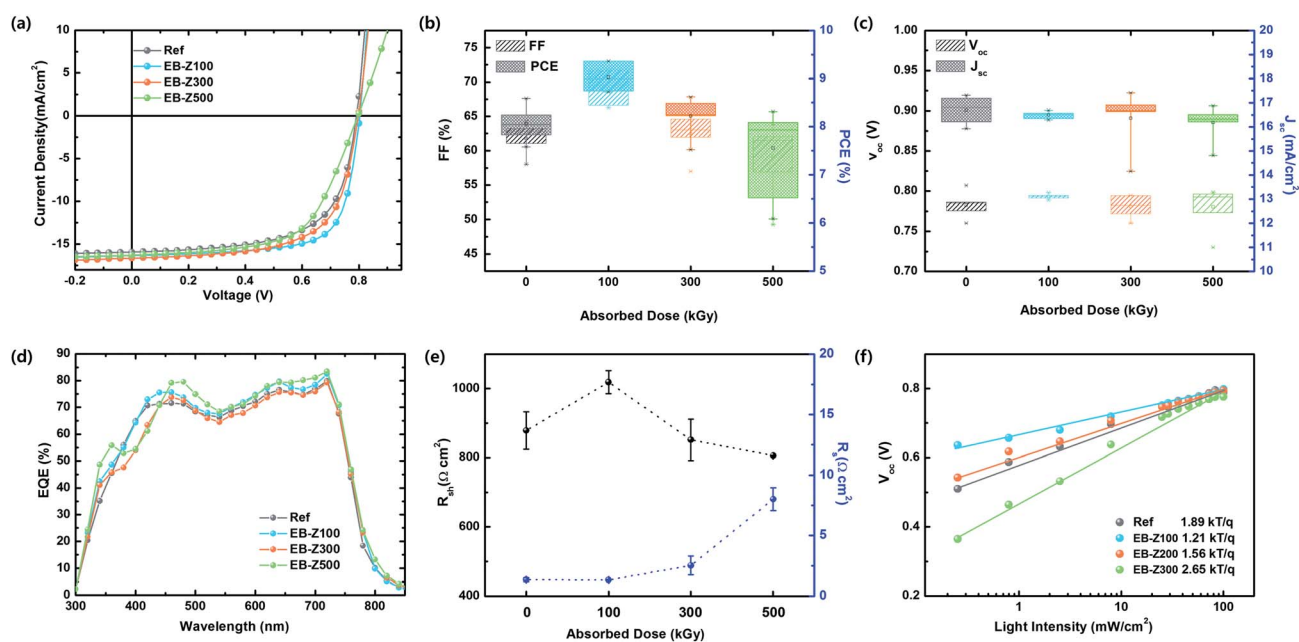 (a)
10
5
0
-5
-10
-15
Current Density(mA/cm²)
Ref
EB-Z100
EB-Z300
EB-Z500
-0.2
0.0
0.2
0.4
0.6
0.8
Voltage (V)
(b)
75
70
65
60
55
50
45
FF (%)
FF
PCE
10
9
8
7
6
5
PCE (%)
0
100
300
500
Absorbed Dose (kGy)
(c)
1.00
0.95
0.90
0.85
0.80
0.75
0.70
Voc (V)
Voc
Jsc
20
19
18
17
16
15
14
13
12
11
10
Jsc (mA/cm²)
0
100
300
500
Absorbed Dose (kGy)
(d)
90
80
70
60
50
40
30
20
10
0
EQE (%)
Ref
EB-Z100
EB-Z300
EB-Z500
300
400
500
600
700
800
Wavelength (nm)
(e)
1000
800
600
400
Rsh(Ω cm²)
20
15
10
5
0
Rs(Ω cm²)
0
100
300
500
Absorbed Dose (kGy)
(f)
0.8
0.6
0.4
0.2
Voc (V)
Ref 1.89 kT/q
EB-Z100 1.21 kT/q
EB-Z200 1.56 kT/q
EB-Z300 2.65 kT/q
1
10
100
Light Intensity (mW/cm²)